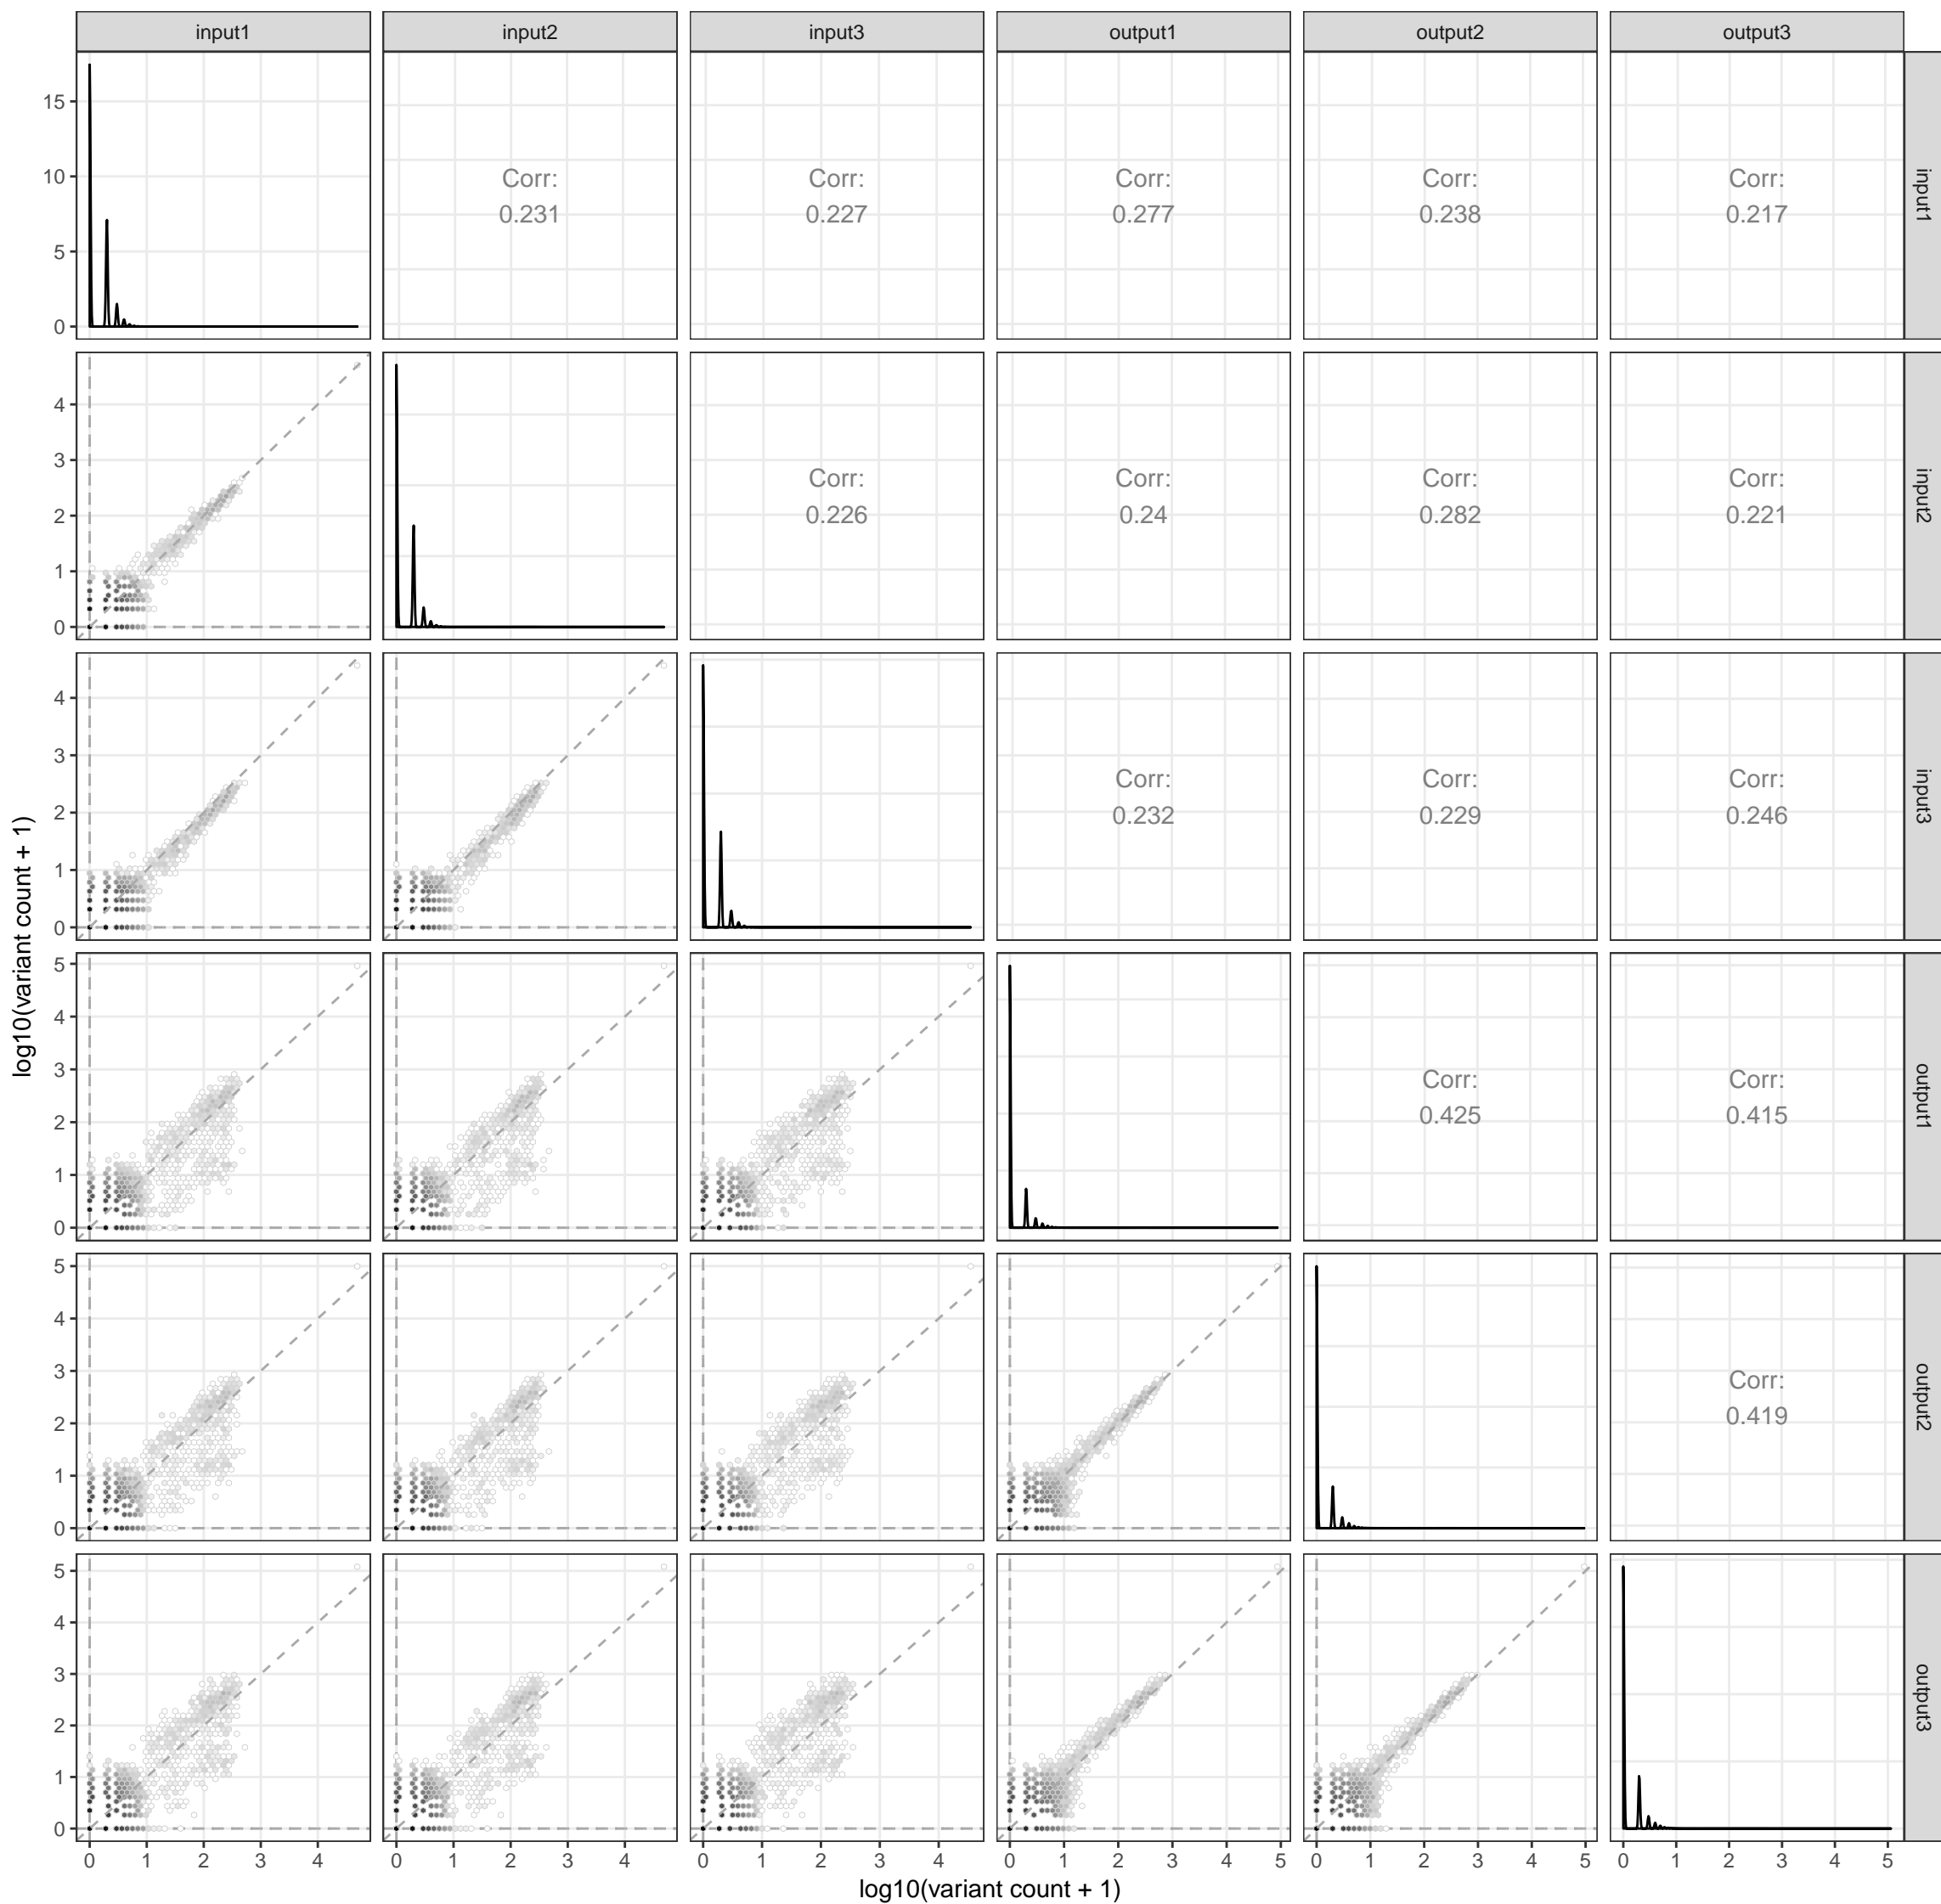 input1 input2 input3 output1 output2 output3
15
10
5
0
input1
Corr:
0.231
Corr:
0.227
Corr:
0.277
Corr:
0.238
Corr:
0.217
4
3
2
1
0
input2
Corr:
0.226
Corr:
0.24
Corr:
0.282
Corr:
0.221
4
3
2
1
0
input3
Corr:
0.232
Corr:
0.229
Corr:
0.246
log10(variant count + 1)
5
4
3
2
1
0
output1
Corr:
0.425
Corr:
0.415
5
4
3
2
1
0
output2
Corr:
0.419
5
4
3
2
1
0
output3
0 1 2 3 4 0 1 2 3 4 0 1 2 3 4 0 1 2 3 4 5 0 1 2 3 4 5 0 1 2 3 4 5
log10(variant count + 1)